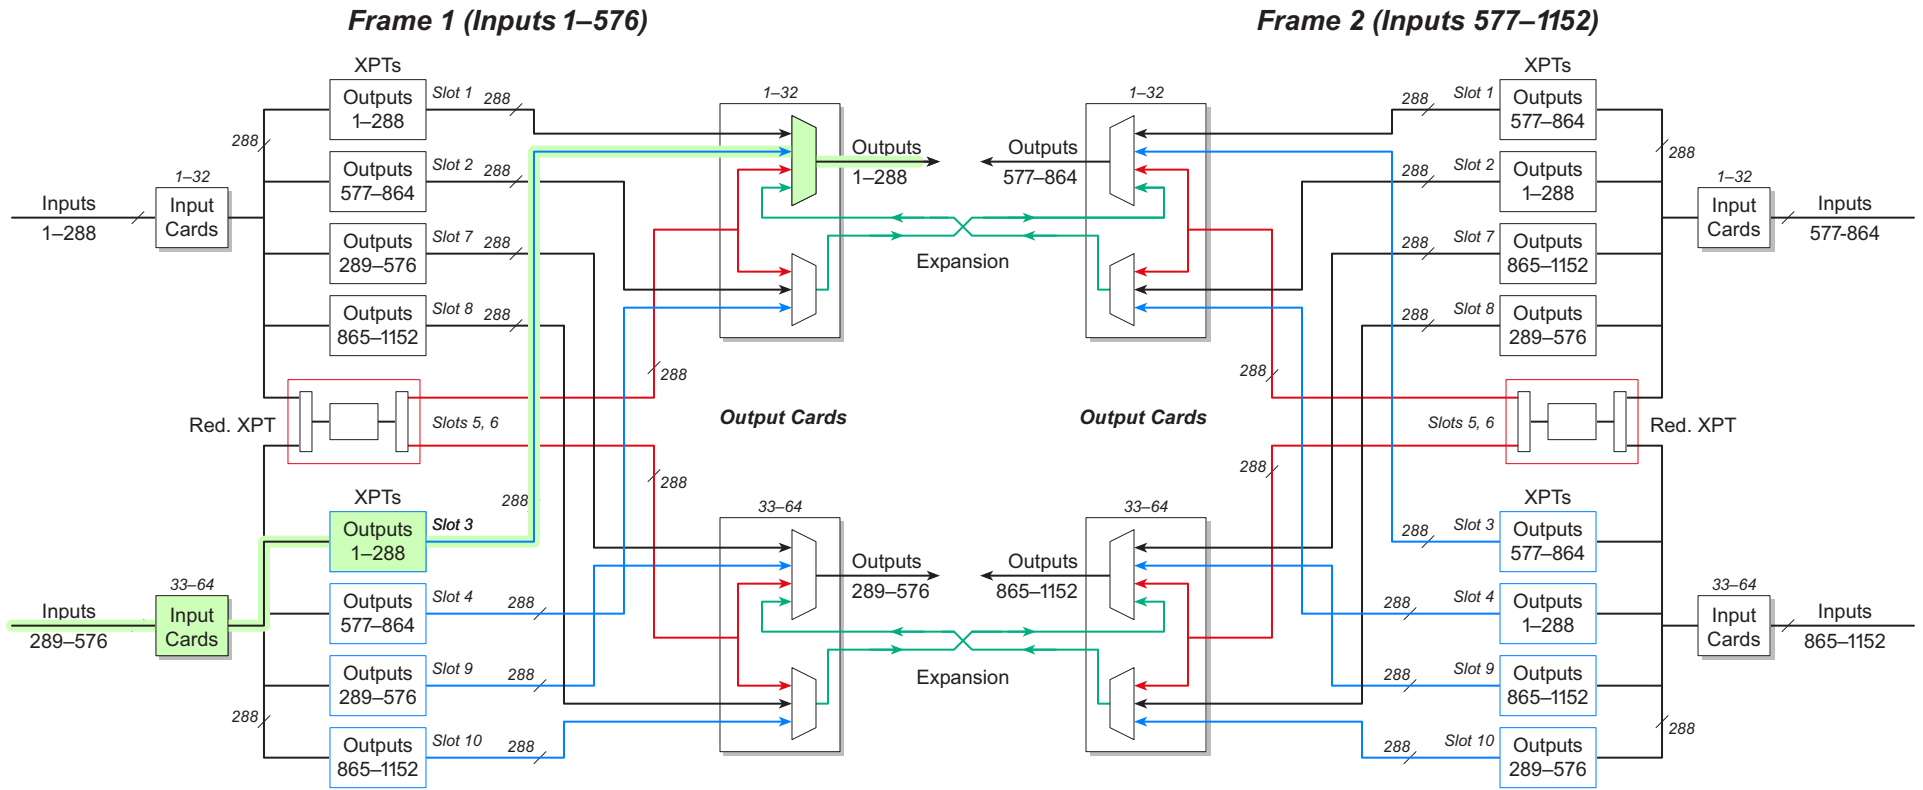 Frame 1 (Inputs 1–576)
Frame 2 (Inputs 577–1152)
XPTs
Outputs
1–288
Slot 1
288
Outputs
577–864
Slot 2
288
Outputs
289–576
Slot 7
288
Outputs
865–1152
Slot 8
288
288
1–32
Input
Cards
Inputs
1–288
Red. XPT
Slots 5, 6
288
288
XPTs
Outputs
1–288
Slot 3
288
Outputs
577–864
Slot 4
288
Outputs
289–576
Slot 9
288
Outputs
865–1152
Slot 10
288
288
33–64
Input
Cards
Inputs
289–576
1–32
Outputs
1–288
Expansion
Output Cards
33–64
Outputs
289–576
Expansion
1–32
Outputs
577–864
Output Cards
33–64
Outputs
865–1152
XPTs
288
Slot 1
Outputs
577–864
288
Slot 2
Outputs
1–288
288
Slot 7
Outputs
865–1152
288
Slot 8
Outputs
289–576
288
1–32
Input
Cards
Inputs
577-864
288
288
Slots 5, 6
Red. XPT
XPTs
288
Slot 3
Outputs
577–864
288
Slot 4
Outputs
1–288
288
Slot 9
Outputs
865–1152
288
Slot 10
Outputs
289–576
288
33–64
Input
Cards
Inputs
865–1152